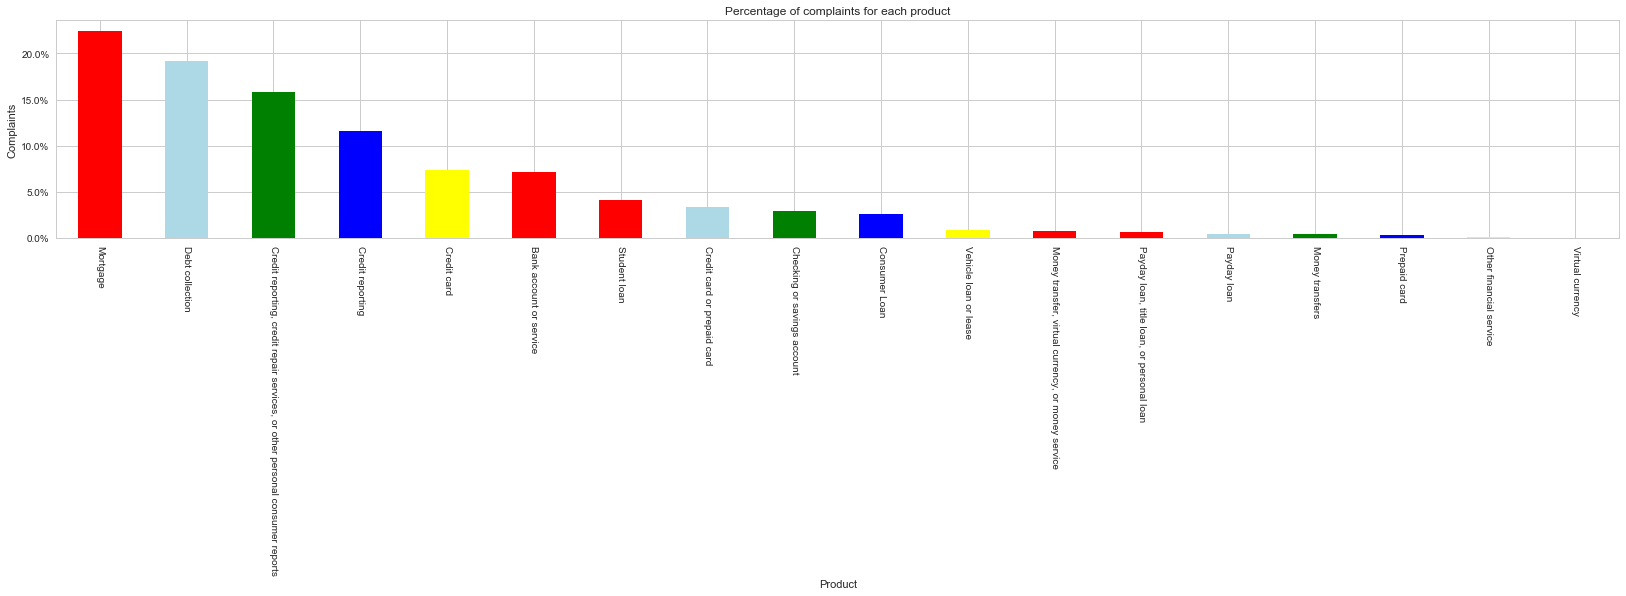 Percentage of complaints for each product
Complaints
20.0%
15.0%
10.0%
5.0%
0.0%
Mortgage
Debt collection
Credit reporting, credit repair services, or other personal consumer reports
Credit reporting
Credit card
Bank account or service
Student loan
Credit card or prepaid card
Checking or savings account
Consumer Loan
Vehicle loan or lease
Money transfer, virtual currency, or money service
Payday loan, title loan, or personal loan
Payday loan
Money transfers
Prepaid card
Other financial service
Virtual currency
Product